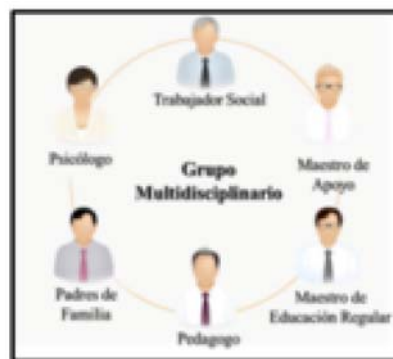 Trabajador Social
Psicólogo
Maestro de
Apoyo
Grupo
Multidisciplinario
Padres de
Familia
Maestro de
Educación Regular
Pedagogo